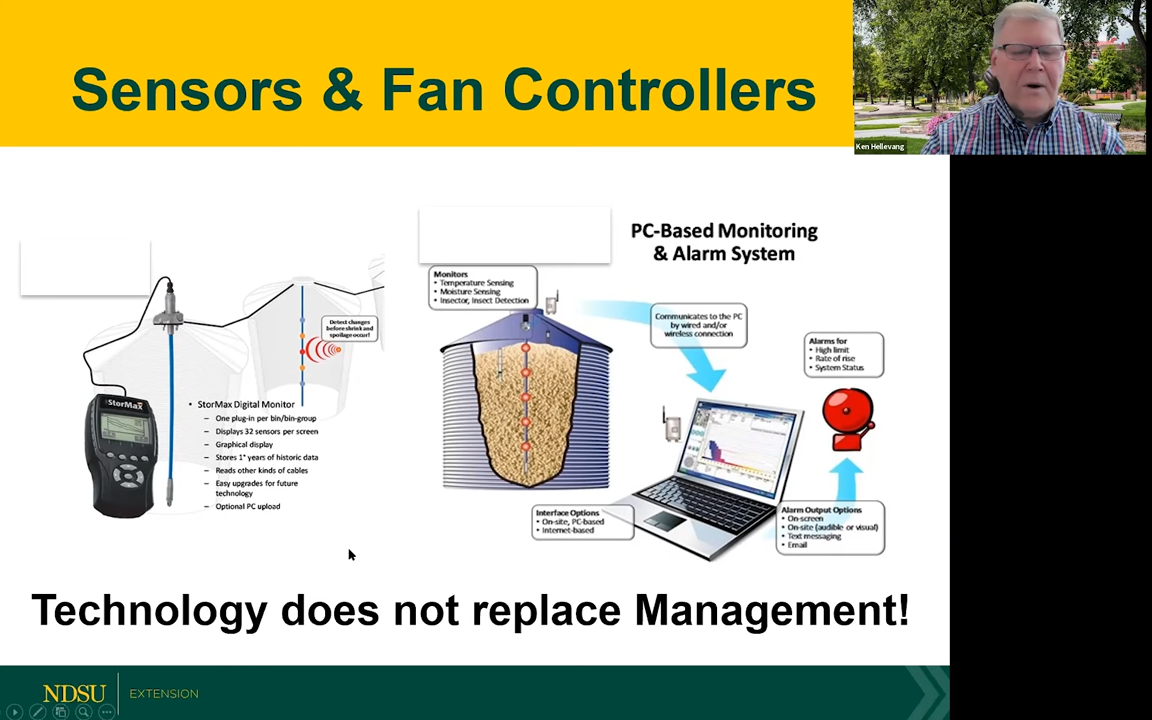 Sensors & Fan Controllers
Ken Hellevang
Detect changes
before shrink and
spoilage occur!
StorMax
• StorMax Digital Monitor
– One plug-in per bin/bin-group
– Displays 32 sensors per screen
– Graphical display
– Stores 1* years of historic data
– Reads other kinds of cables
– Easy upgrades for future
technology
– Optional PC upload
PC-Based Monitoring
& Alarm System
Monitors
• Temperature Sensing
• Moisture Sensing
• Insector, Insect Detection
Communicates to the PC
by wired and/or
wireless connection
Alarms for
• High limit
• Rate of rise
• System Status
Interface Options
• On-site, PC-based
• Internet-based
Alarm Output Options
• On-screen
• On-site (audible or visual)
• Text messaging
• Email
Technology does not replace Management!
NDSU
EXTENSION